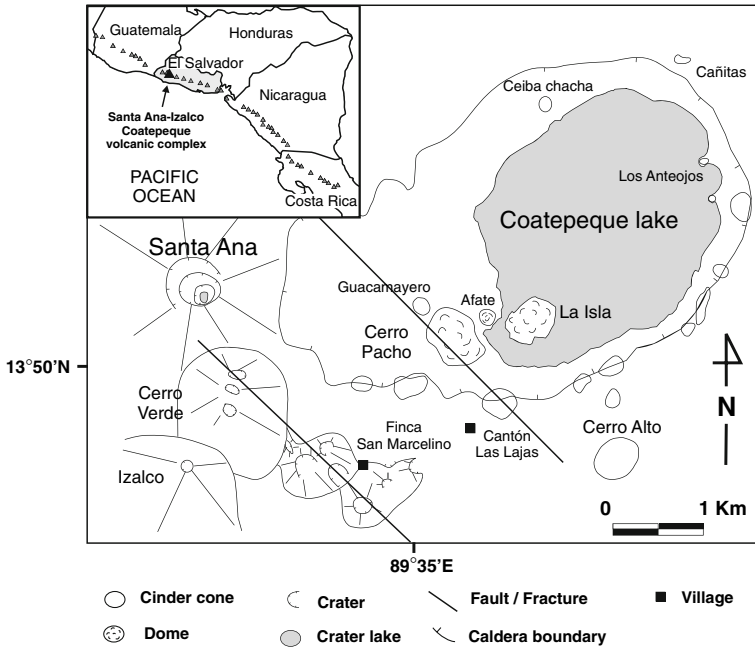 Guatemala
Honduras
El Salvador
Nicaragua
Santa Ana-Izalco
Coatepeque
volcanic complex
PACIFIC
OCEAN
Costa Rica
Cañitas
Ceiba chacha
Los Anteojos
Coatepeque lake
Santa Ana
Guacamayero
Afate
La Isla
Cerro
Pacho
13°50'N
Cerro
Verde
N
Finca
San Marcelino
Cantón
Las Lajas
Cerro Alto
Izalco
0 1 Km
89°35'E
Cinder cone
Crater
Fault / Fracture
Village
Dome
Crater lake
Caldera boundary